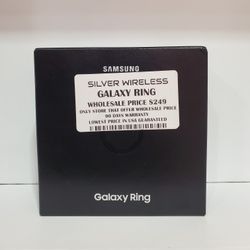 SAMSUNG
SILVER WIRELESS
GALAXY RING
WHOLESALE PRICE $249
ONLY STORE THAT OFFER WHOLESALE PRICE
90 DAYS WARRANTY
LOWEST PRICE IN USA GUARANTEED
Galaxy Ring